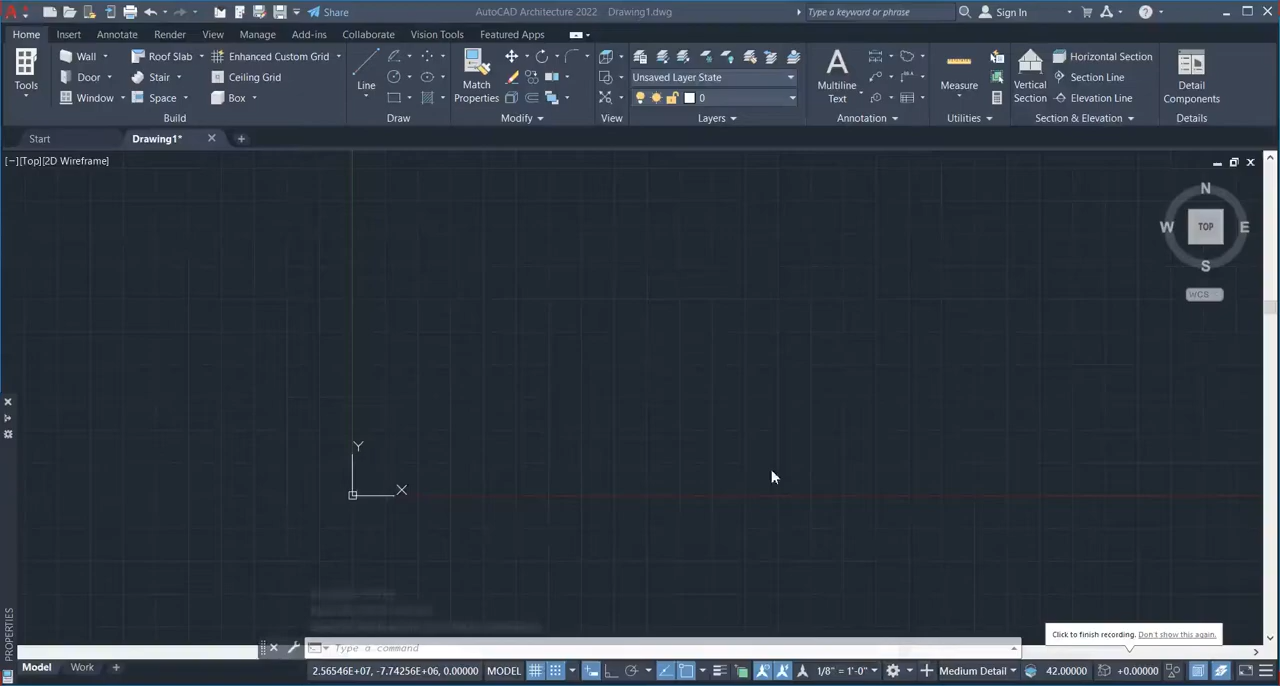 Share AutoCAD Architecture 2022 Drawing1.dwg Type a keyword or phrase Sign In
Home Insert Annotate Render View Manage Add-ins Collaborate Vision Tools Featured Apps
Wall Roof Slab Enhanced Custom Grid
Unsaved Layer State
Horizontal Section
Tools Door Stair Ceiling Grid
Line Match Properties
Multiline Text
Measure
Vertical Section
Section Line
Detail Components
Window Space Box
0
Elevation Line
Build Draw Modify View Layers Annotation Utilities Section & Elevation Details
Start Drawing1*
[−][Top][2D Wireframe]
N
W TOP E
S
WCS
Y
X
PROPERTIES
Click to finish recording. Don't show this again.
Type a command
Model Work 2.56546E+07, -7.74256E+06, 0.00000 MODEL 1/8" = 1'-0" Medium Detail 42.00000 +0.00000